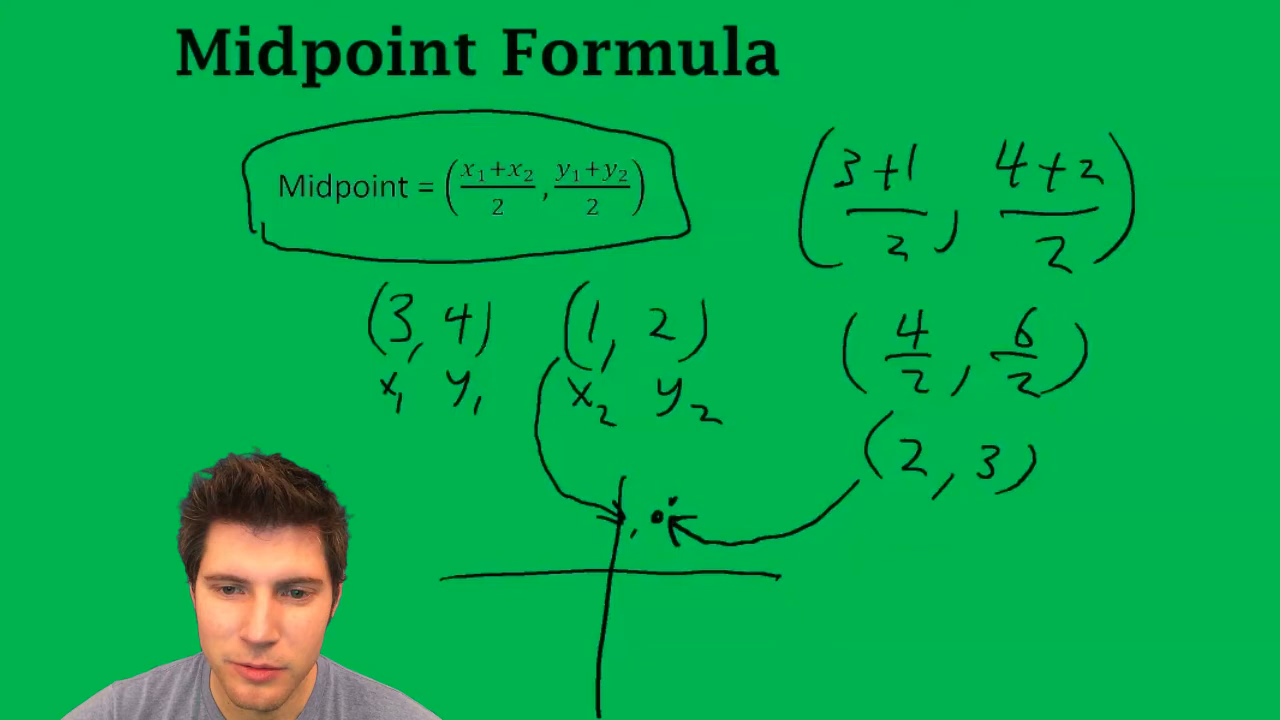 Midpoint Formula
Midpoint = (x₁+x₂/2, y₁+y₂/2)
(3, 4) (1, 2)
x₁ y₁ x₂ y₂
(3+1/2, 4+2/2)
(4/2, 6/2)
(2, 3)